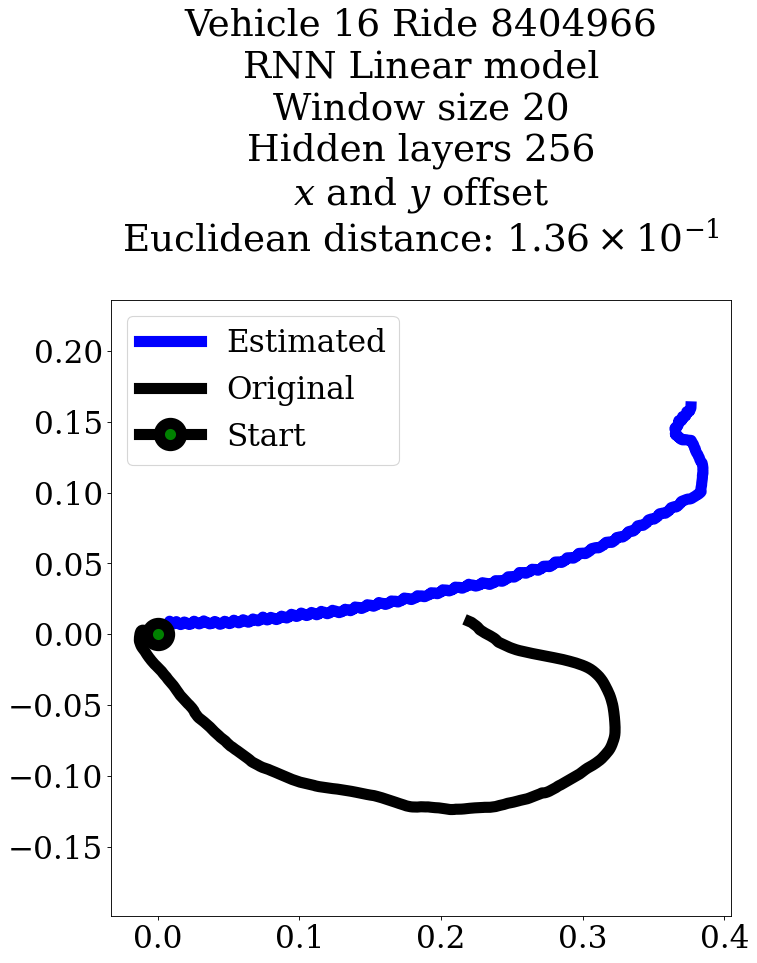 Vehicle 16 Ride 8404966
RNN Linear model
Window size 20
Hidden layers 256
x and y offset
Euclidean distance: 1.36 × 10⁻¹
Estimated
Original
Start
0.20
0.15
0.10
0.05
0.00
−0.05
−0.10
−0.15
0.0 0.1 0.2 0.3 0.4